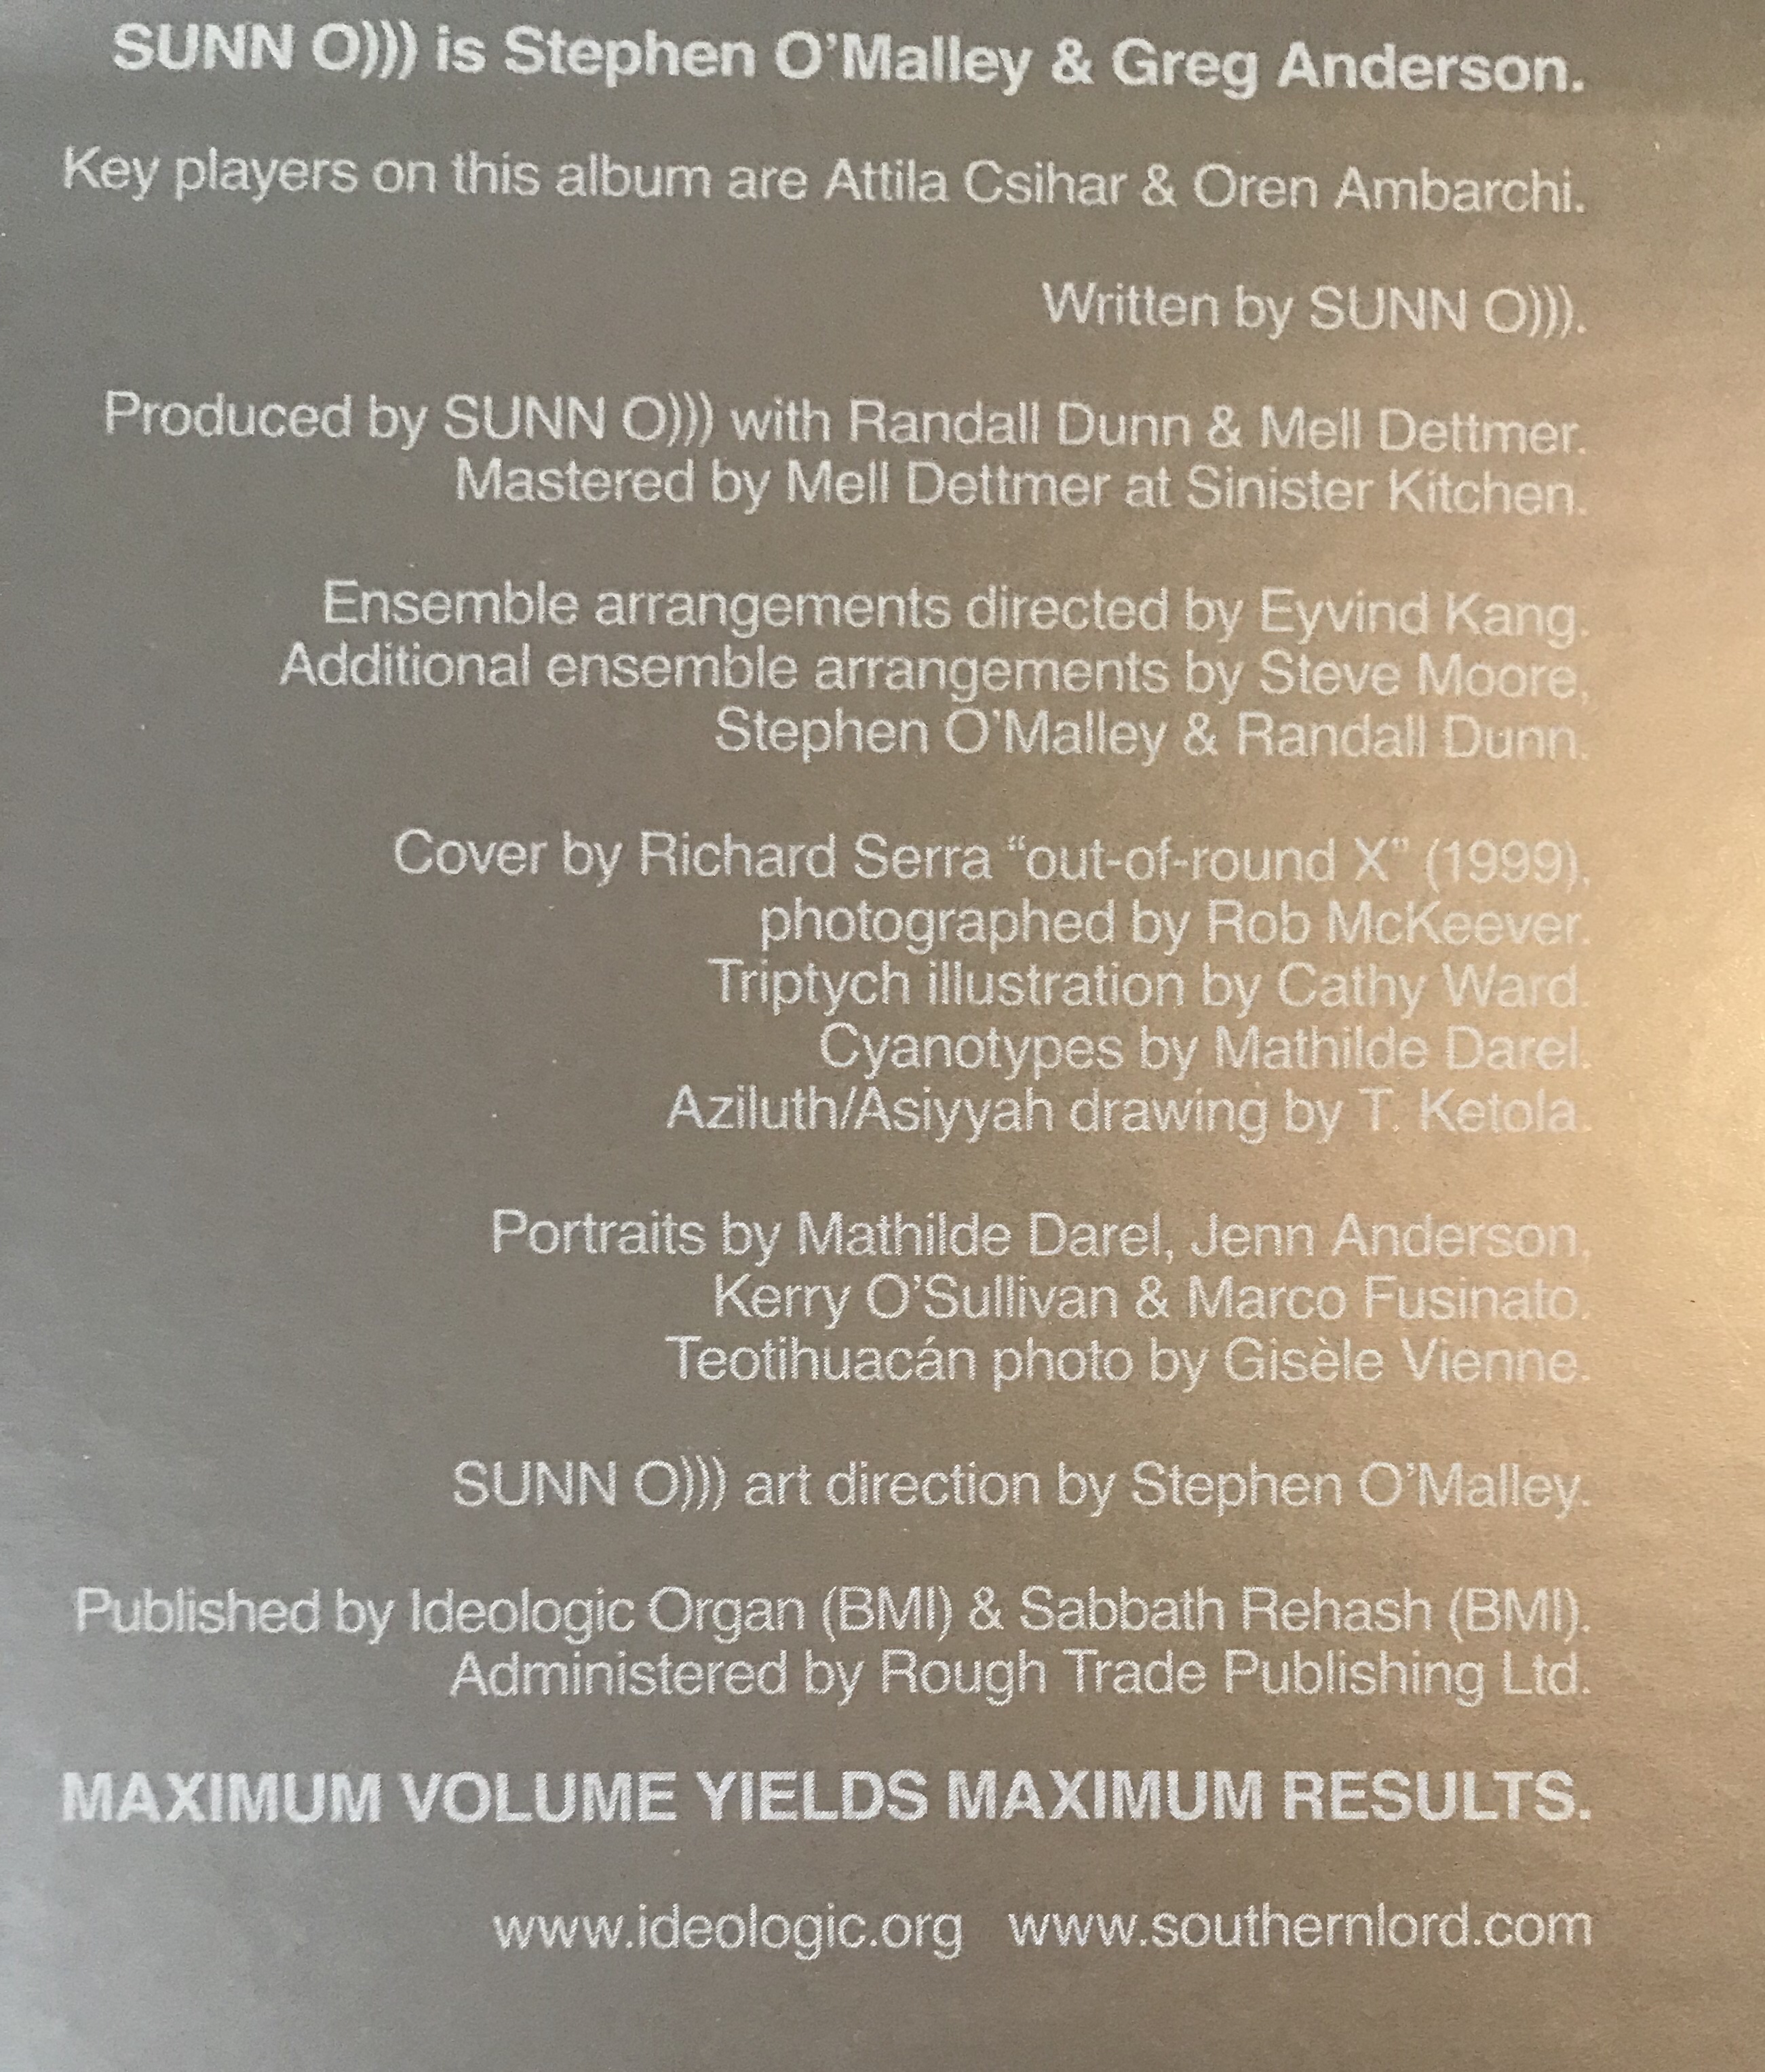 SUNN O))) is Stephen O’Malley & Greg Anderson.
Key players on this album are Attila Csihar & Oren Ambarchi.
Written by SUNN O))).
Produced by SUNN O))) with Randall Dunn & Mell Dettmer.
Mastered by Mell Dettmer at Sinister Kitchen.
Ensemble arrangements directed by Eyvind Kang.
Additional ensemble arrangements by Steve Moore,
Stephen O’Malley & Randall Dunn.
Cover by Richard Serra “out-of-round X” (1999),
photographed by Rob McKeever.
Triptych illustration by Cathy Ward.
Cyanotypes by Mathilde Darel.
Aziluth/Asiyyah drawing by T. Ketola.
Portraits by Mathilde Darel, Jenn Anderson,
Kerry O’Sullivan & Marco Fusinato.
Teotihuacán photo by Gisèle Vienne.
SUNN O))) art direction by Stephen O’Malley.
Published by Ideologic Organ (BMI) & Sabbath Rehash (BMI).
Administered by Rough Trade Publishing Ltd.
MAXIMUM VOLUME YIELDS MAXIMUM RESULTS.
www.ideologic.org www.southernlord.com